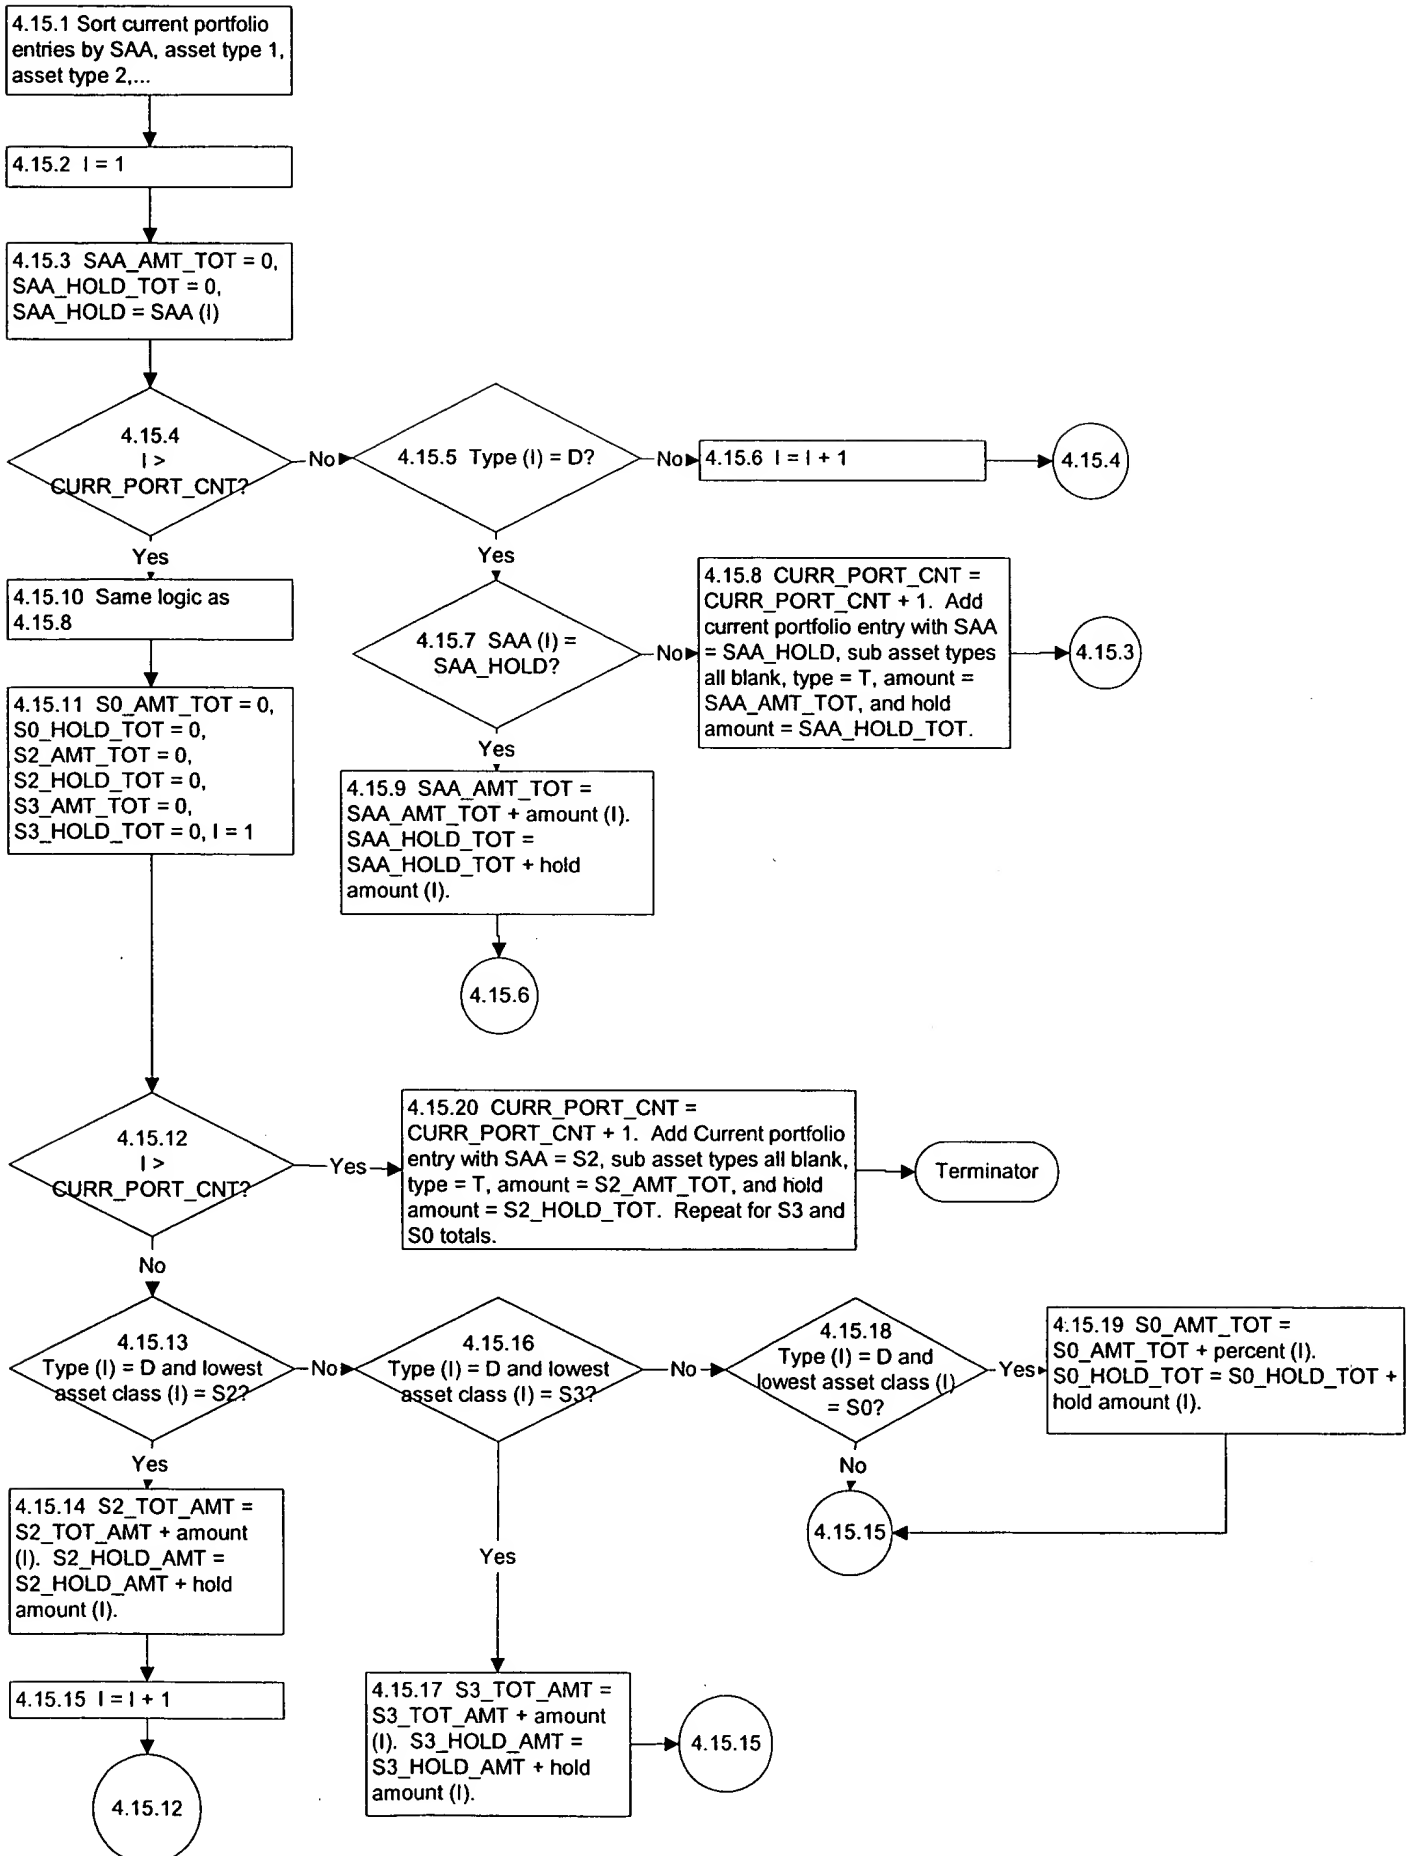 4.15.1 Sort current portfolio
entries by SAA, asset type 1,
asset type 2,...
4.15.2 I = 1
4.15.3 SAA_AMT_TOT = 0,
SAA_HOLD_TOT = 0,
SAA_HOLD = SAA (I)
4.15.4
I >
CURR_PORT_CNT?
No
4.15.5 Type (I) = D?
No
4.15.6 I = I + 1
4.15.4
Yes
Yes
4.15.10 Same logic as
4.15.8
4.15.7 SAA (I) =
SAA_HOLD?
No
4.15.8 CURR_PORT_CNT =
CURR_PORT_CNT + 1. Add
current portfolio entry with SAA
= SAA_HOLD, sub asset types
all blank, type = T, amount =
SAA_AMT_TOT, and hold
amount = SAA_HOLD_TOT.
4.15.3
4.15.11 S0_AMT_TOT = 0,
S0_HOLD_TOT = 0,
S2_AMT_TOT = 0,
S2_HOLD_TOT = 0,
S3_AMT_TOT = 0,
S3_HOLD_TOT = 0, I = 1
Yes
4.15.9 SAA_AMT_TOT =
SAA_AMT_TOT + amount (I).
SAA_HOLD_TOT =
SAA_HOLD_TOT + hold
amount (I).
4.15.6
4.15.12
I >
CURR_PORT_CNT?
Yes
4.15.20 CURR_PORT_CNT =
CURR_PORT_CNT + 1. Add Current portfolio
entry with SAA = S2, sub asset types all blank,
type = T, amount = S2_AMT_TOT, and hold
amount = S2_HOLD_TOT. Repeat for S3 and
S0 totals.
Terminator
No
4.15.13
Type (I) = D and lowest
asset class (I) = S2?
No
4.15.16
Type (I) = D and lowest
asset class (I) = S3?
No
4.15.18
Type (I) = D and
lowest asset class (I)
= S0?
Yes
4.15.19 S0_AMT_TOT =
S0_AMT_TOT + percent (I).
S0_HOLD_TOT = S0_HOLD_TOT +
hold amount (I).
Yes
No
4.15.15
4.15.14 S2_TOT_AMT =
S2_TOT_AMT + amount
(I). S2_HOLD_AMT =
S2_HOLD_AMT + hold
amount (I).
Yes
4.15.15 I = I + 1
4.15.17 S3_TOT_AMT =
S3_TOT_AMT + amount
(I). S3_HOLD_AMT =
S3_HOLD_AMT + hold
amount (I).
4.15.15
4.15.12